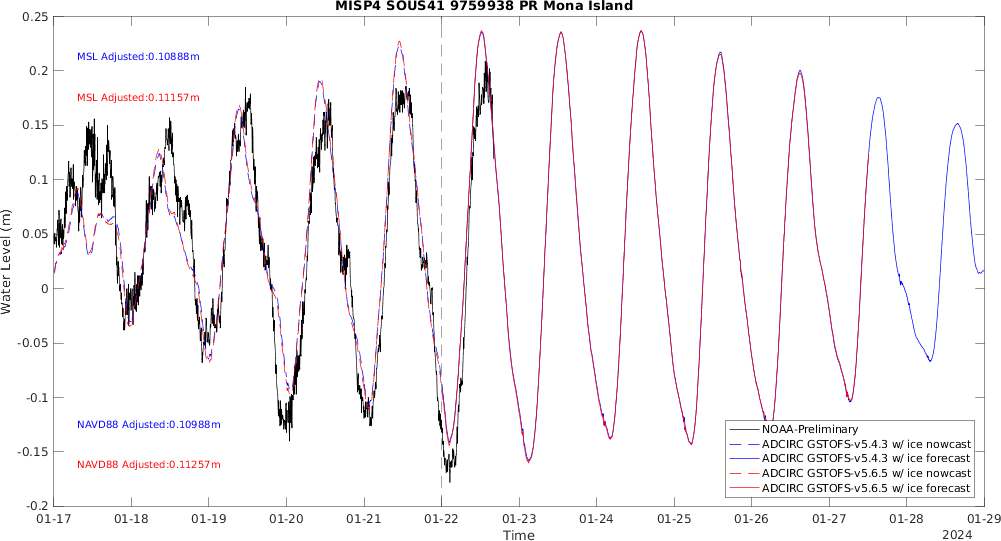 MISP4 SOUS41 9759938 PR Mona Island
0.25
0.2
0.15
0.1
0.05
0
-0.05
-0.1
-0.15
-0.2
Water Level (m)
MSL Adjusted:0.10888m
MSL Adjusted:0.11157m
NAVD88 Adjusted:0.10988m
NAVD88 Adjusted:0.11257m
NOAA-Preliminary
ADCIRC GSTOFS-v5.4.3 w/ ice nowcast
ADCIRC GSTOFS-v5.4.3 w/ ice forecast
ADCIRC GSTOFS-v5.6.5 w/ ice nowcast
ADCIRC GSTOFS-v5.6.5 w/ ice forecast
01-17 01-18 01-19 01-20 01-21 01-22 01-23 01-24 01-25 01-26 01-27 01-28 01-29
Time
2024